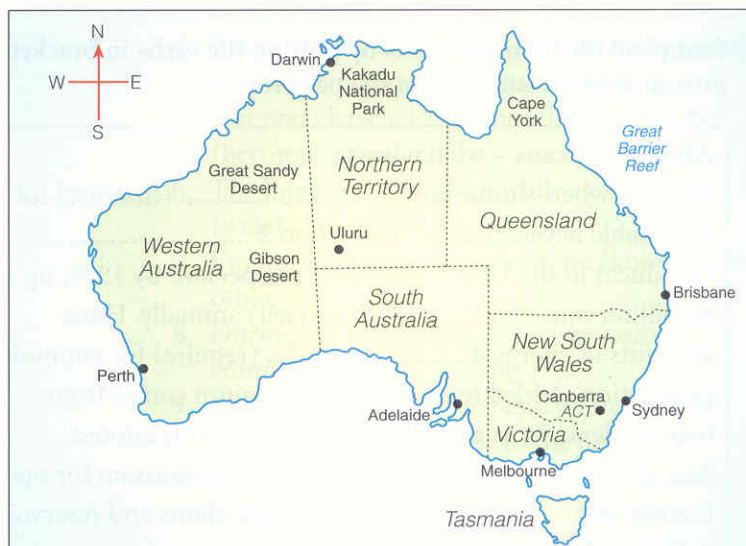 N
W
E
S
Darwin
Kakadu
National
Park
Cape
York
Great
Barrier
Reef
Great Sandy
Desert
Northern
Territory
Queensland
Western
Australia
Uluru
Gibson
Desert
South
Australia
Brisbane
New South
Wales
Perth
Adelaide
Canberra
ACT
Sydney
Victoria
Melbourne
Tasmania